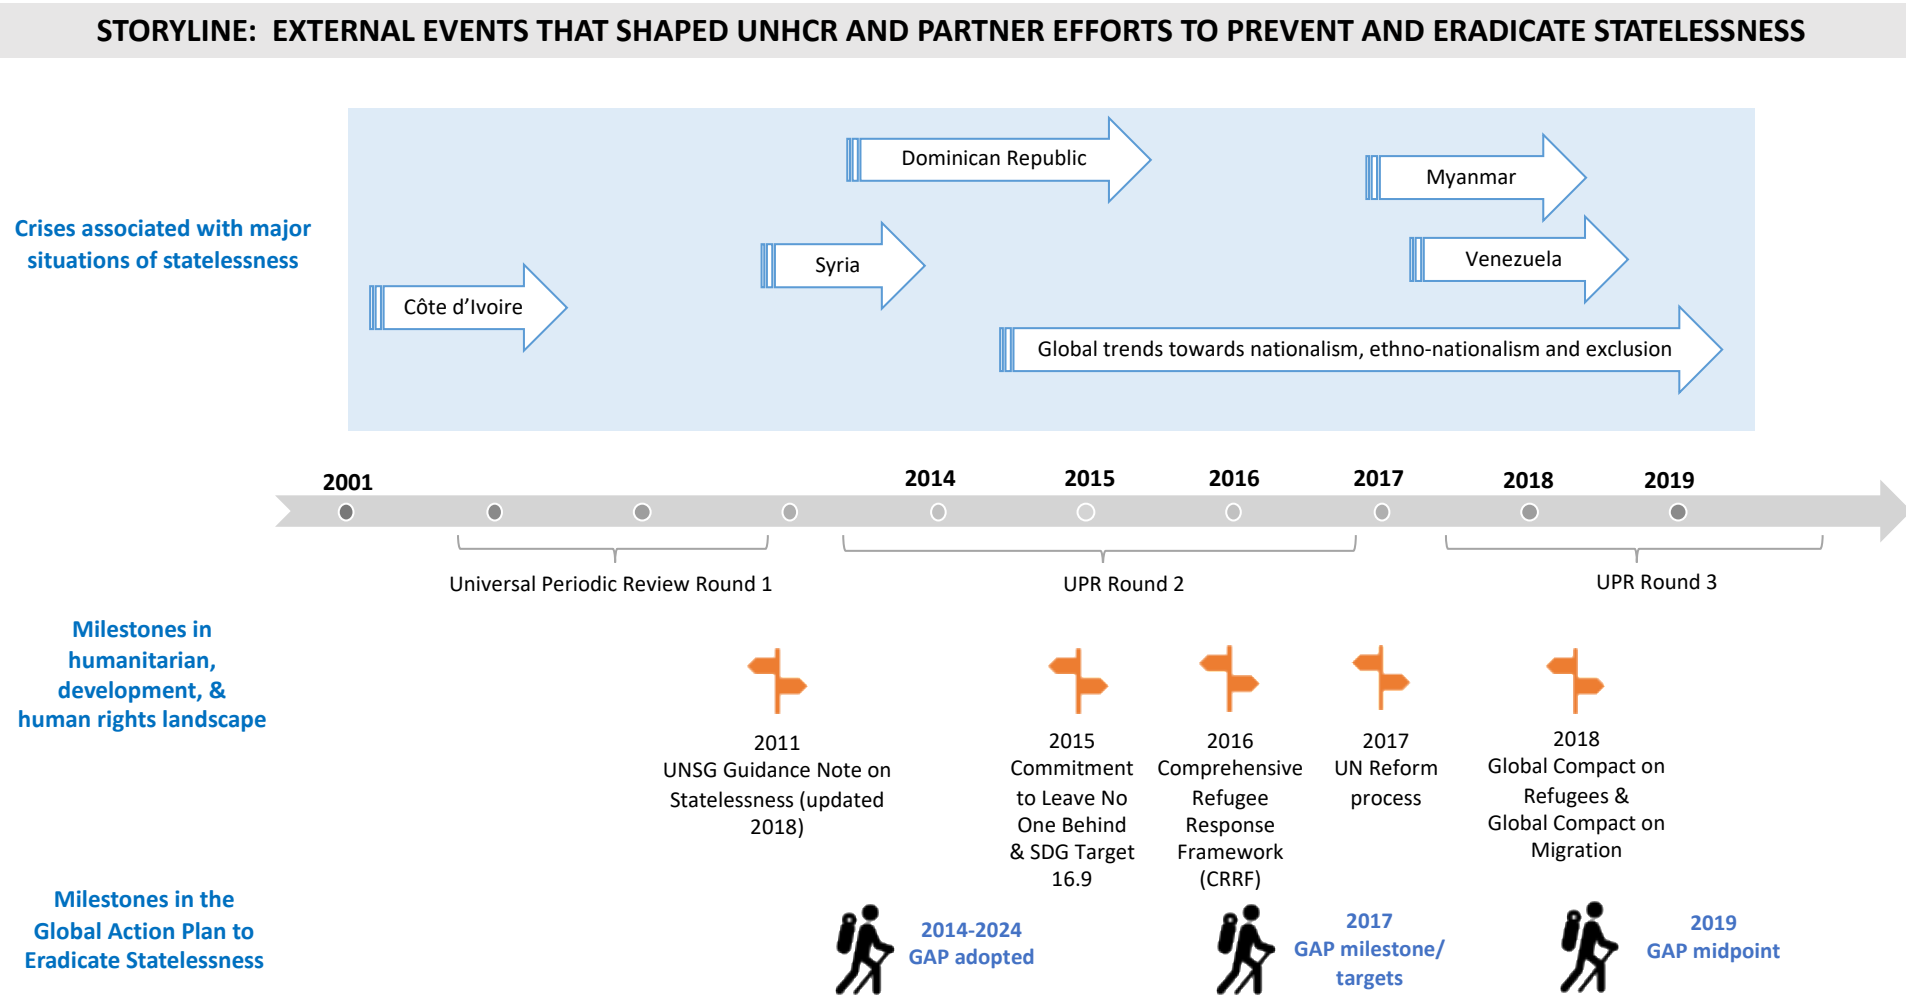 STORYLINE: EXTERNAL EVENTS THAT SHAPED UNHCR AND PARTNER EFFORTS TO PREVENT AND ERADICATE STATELESSNESS
Crises associated with major
situations of statelessness
Dominican Republic
Myanmar
Syria
Venezuela
Côte d’Ivoire
Global trends towards nationalism, ethno-nationalism and exclusion
2001
2014
2015
2016
2017
2018
2019
Universal Periodic Review Round 1
UPR Round 2
UPR Round 3
Milestones in
humanitarian,
development, &
human rights landscape
2011
UNSG Guidance Note on
Statelessness (updated
2018)
2015
Commitment
to Leave No
One Behind
& SDG Target
16.9
2016
Comprehensive
Refugee
Response
Framework
(CRRF)
2017
UN Reform
process
2018
Global Compact on
Refugees &
Global Compact on
Migration
Milestones in the
Global Action Plan to
Eradicate Statelessness
2014-2024
GAP adopted
2017
GAP milestone/
targets
2019
GAP midpoint